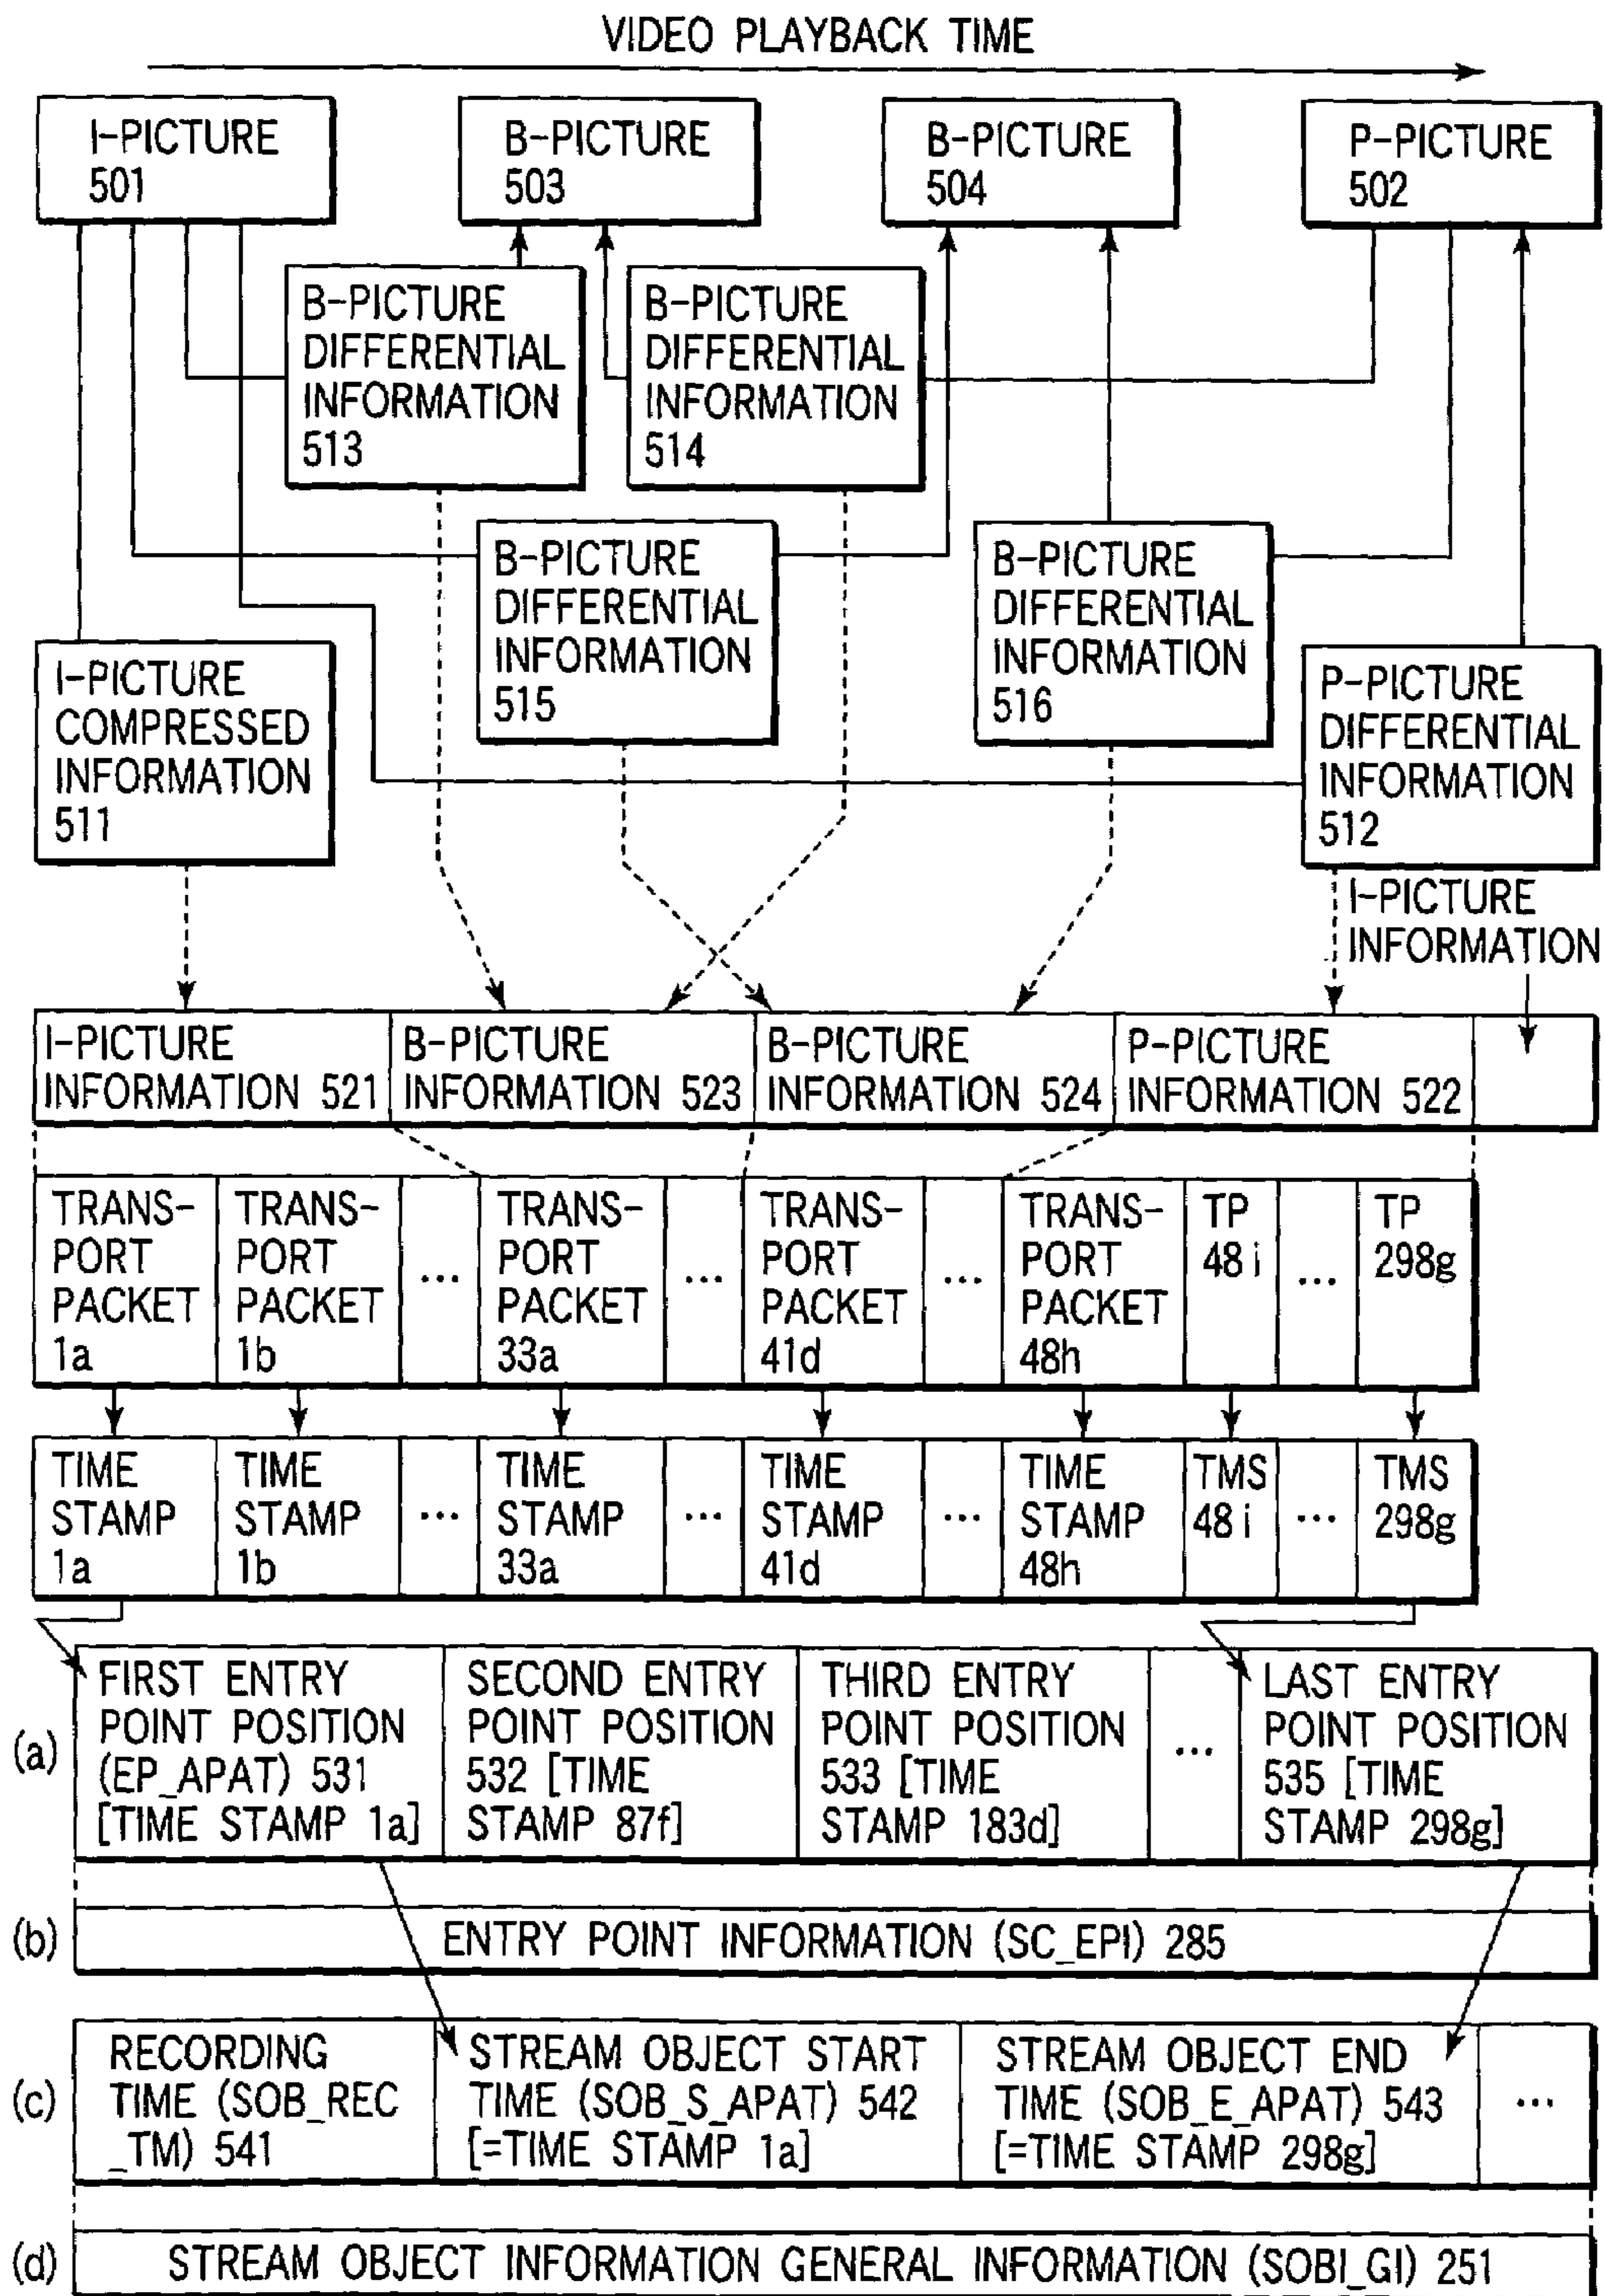 VIDEO PLAYBACK TIME
I-PICTURE
501
B-PICTURE
503
B-PICTURE
504
P-PICTURE
502
B-PICTURE
DIFFERENTIAL
INFORMATION
513
B-PICTURE
DIFFERENTIAL
INFORMATION
514
B-PICTURE
DIFFERENTIAL
INFORMATION
515
B-PICTURE
DIFFERENTIAL
INFORMATION
516
I-PICTURE
COMPRESSED
INFORMATION
511
P-PICTURE
DIFFERENTIAL
INFORMATION
512
I-PICTURE
INFORMATION
I-PICTURE
INFORMATION 521
B-PICTURE
INFORMATION 523
B-PICTURE
INFORMATION 524
P-PICTURE
INFORMATION 522
TRANS-
PORT
PACKET
1a
TRANS-
PORT
PACKET
1b
...
TRANS-
PORT
PACKET
33a
...
TRANS-
PORT
PACKET
41d
...
TRANS-
PORT
PACKET
48h
TP
48i
...
TP
298g
TIME
STAMP
1a
TIME
STAMP
1b
...
TIME
STAMP
33a
...
TIME
STAMP
41d
...
TIME
STAMP
48h
TMS
48i
...
TMS
298g
(a)
FIRST ENTRY
POINT POSITION
(EP_APAT) 531
[TIME STAMP 1a]
SECOND ENTRY
POINT POSITION
532 [TIME
STAMP 87f]
THIRD ENTRY
POINT POSITION
533 [TIME
STAMP 183d]
...
LAST ENTRY
POINT POSITION
535 [TIME
STAMP 298g]
(b)
ENTRY POINT INFORMATION (SC_EPI) 285
(c)
RECORDING
TIME (SOB_REC
_TM) 541
STREAM OBJECT START
TIME (SOB_S_APAT) 542
[=TIME STAMP 1a]
STREAM OBJECT END
TIME (SOB_E_APAT) 543
[=TIME STAMP 298g]
...
(d)
STREAM OBJECT INFORMATION GENERAL INFORMATION (SOBI_GI) 251